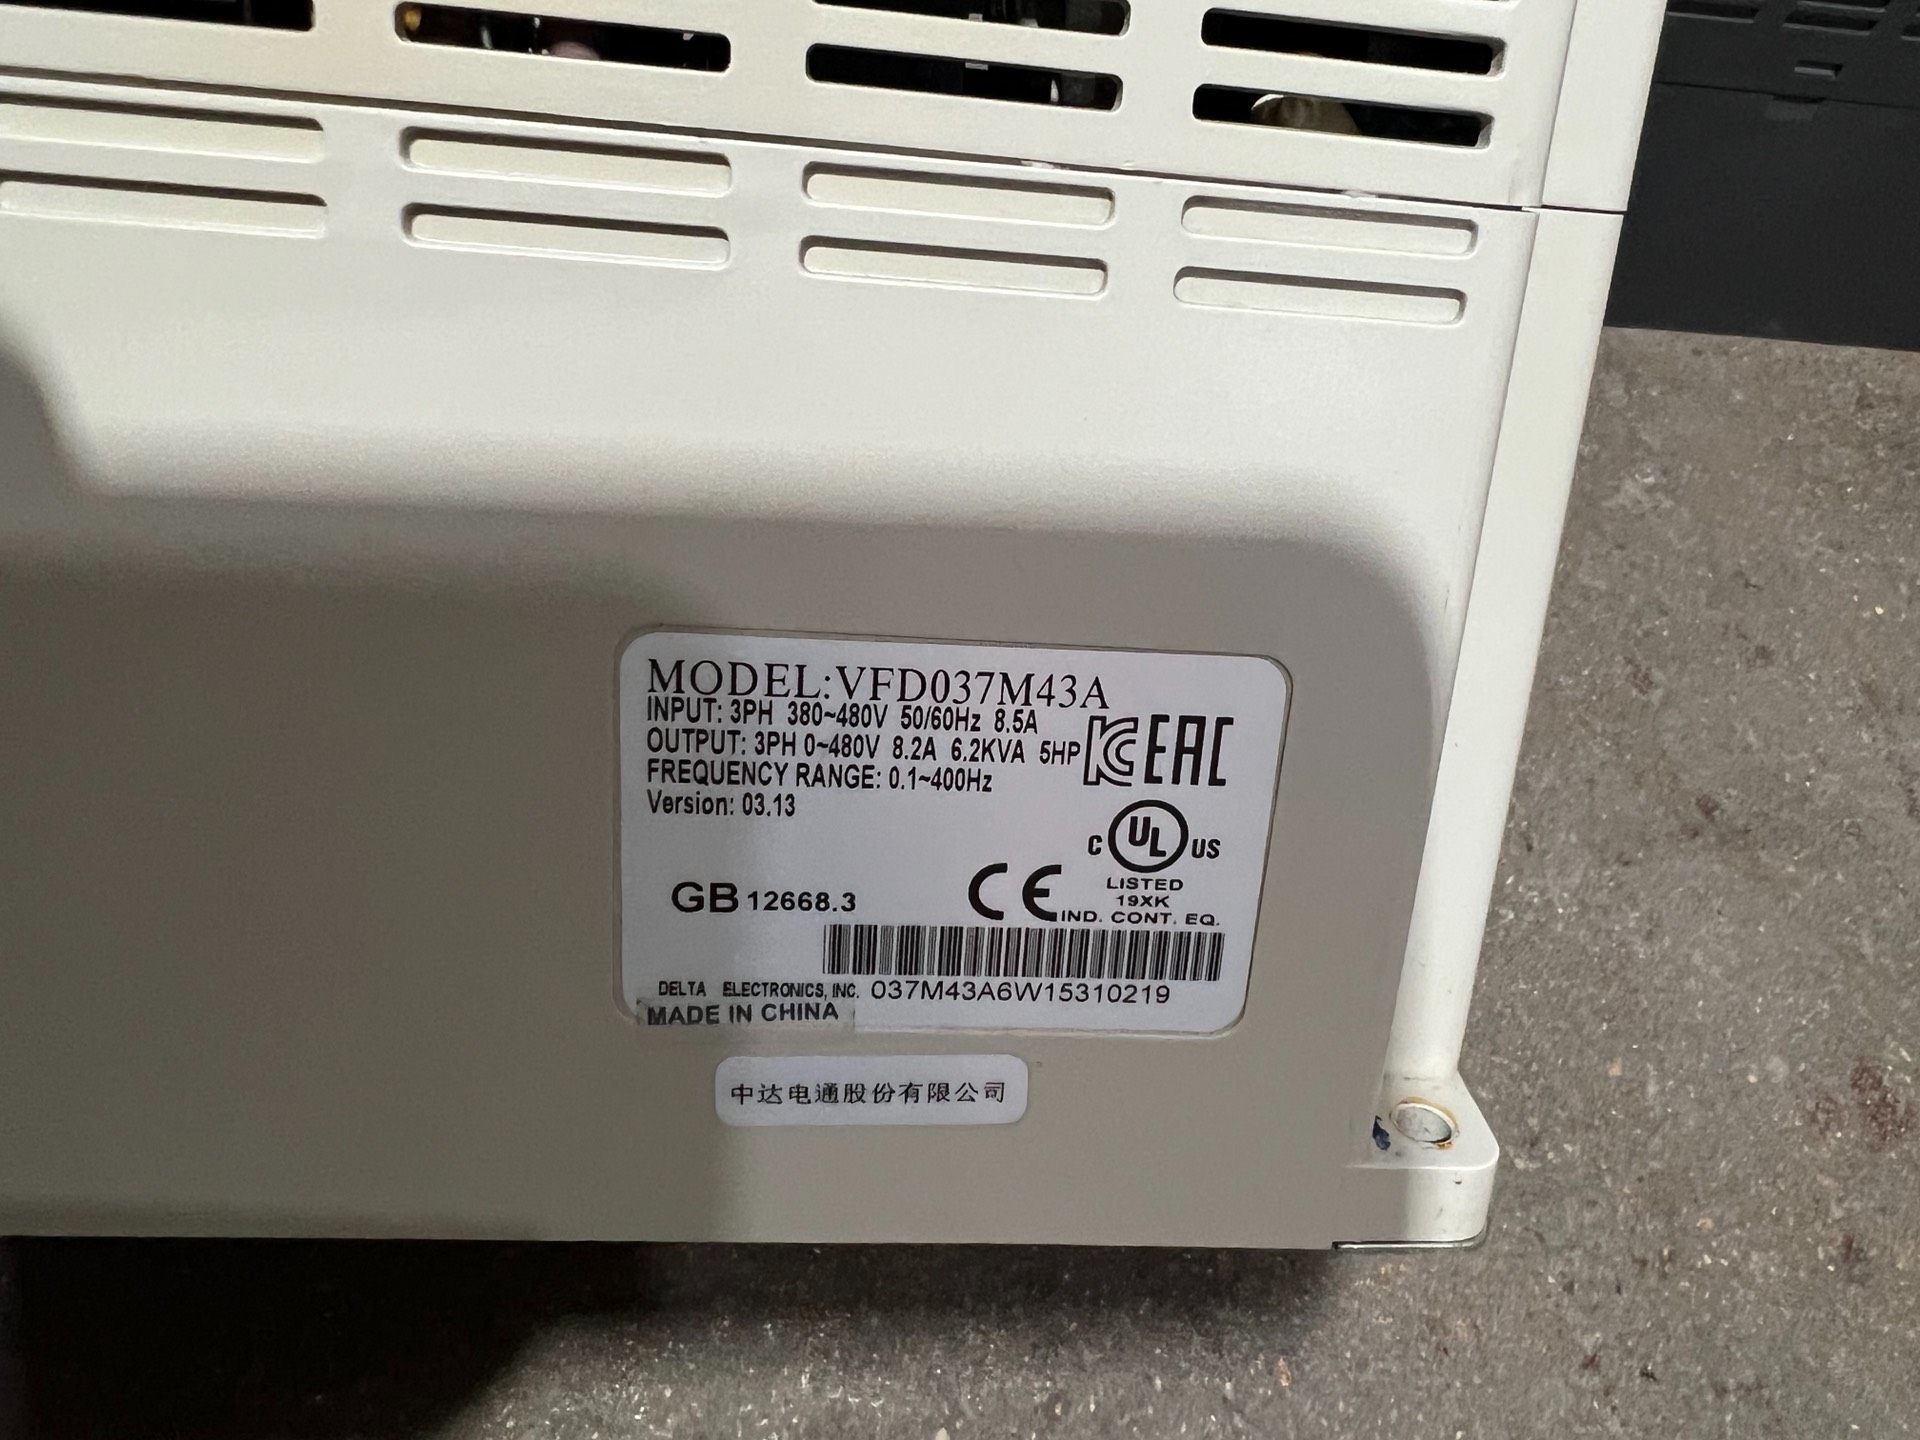 MODEL:VFD037M43A
INPUT: 3PH 380~480V 50/60Hz 8.5A
OUTPUT: 3PH 0~480V 8.2A 6.2KVA 5HP
FREQUENCY RANGE: 0.1~400Hz
Version: 03.13
KC EAC
C UL US
LISTED
19XK
IND. CONT. EQ.
GB 12668.3
CE
DELTA ELECTRONICS, INC. 037M43A6W15310219
MADE IN CHINA
中达电通股份有限公司